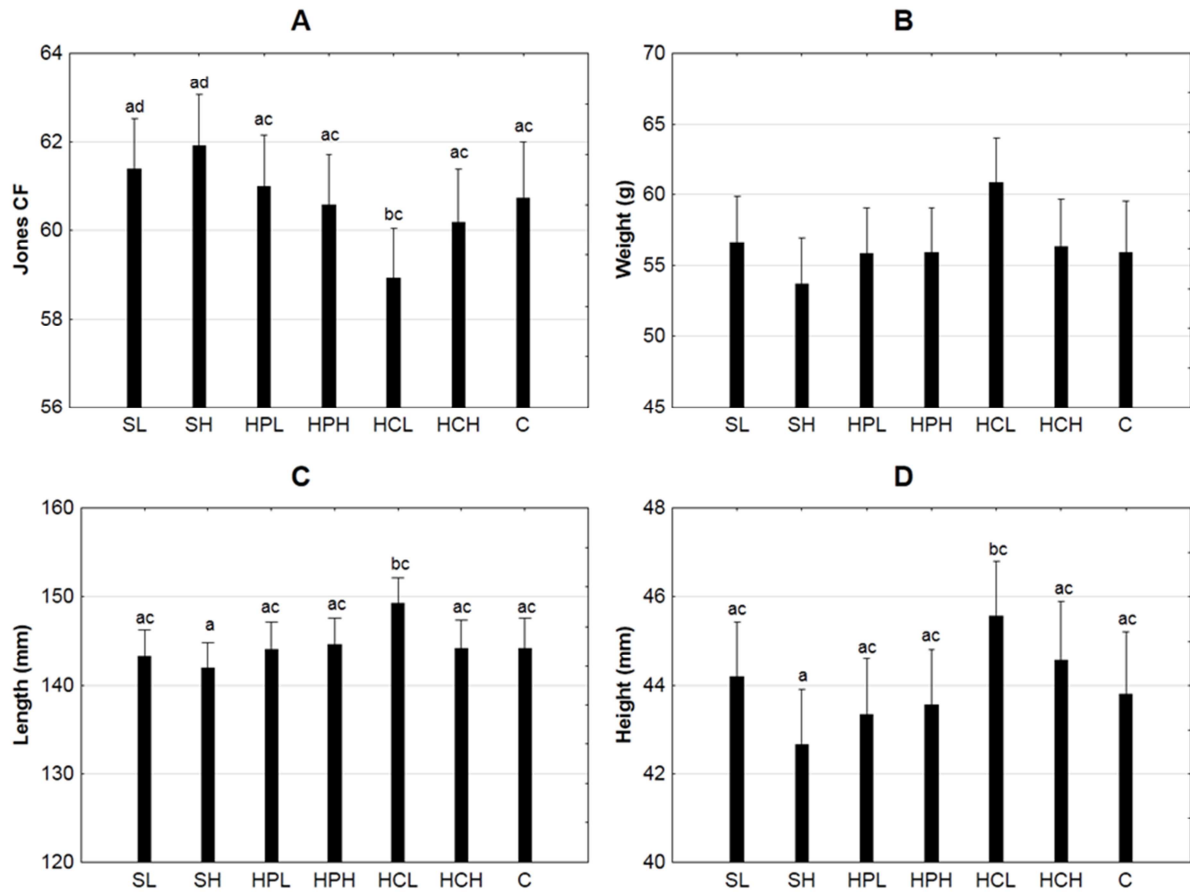 A
Jones CF
64
62
60
58
56
ad
ad
ac
ac
bc
ac
ac
SL SH HPL HPH HCL HCH C
B
Weight (g)
70
65
60
55
50
45
SL SH HPL HPH HCL HCH C
C
Length (mm)
160
150
140
130
120
ac
a
ac
ac
bc
ac
ac
SL SH HPL HPH HCL HCH C
D
Height (mm)
48
46
44
42
40
ac
a
ac
ac
bc
ac
ac
SL SH HPL HPH HCL HCH C